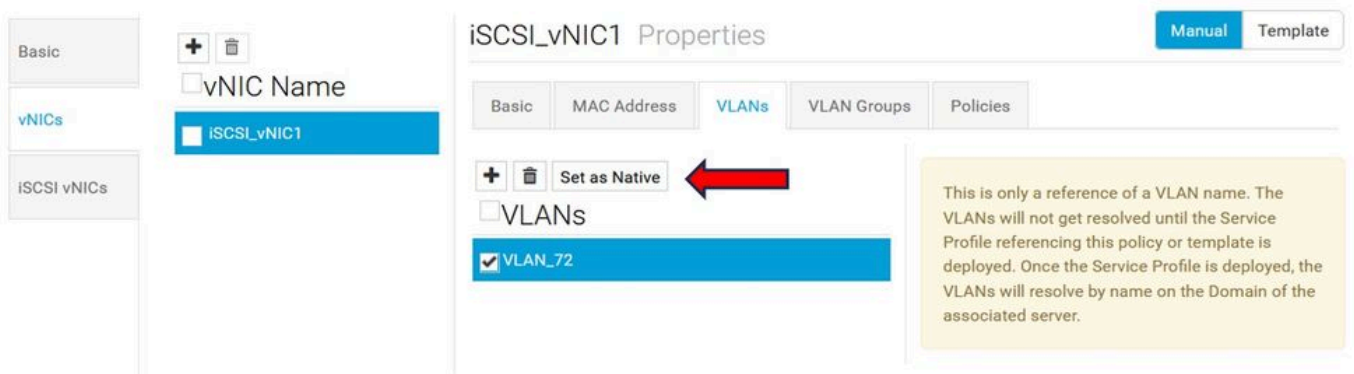 Basic
vNICs
iSCSI vNICs
vNIC Name
iSCSI_vNIC1
iSCSI_vNIC1 Properties
Manual Template
Basic MAC Address VLANs VLAN Groups Policies
Set as Native
VLANs
VLAN_72
This is only a reference of a VLAN name. The
VLANs will not get resolved until the Service
Profile referencing this policy or template is
deployed. Once the Service Profile is deployed, the
VLANs will resolve by name on the Domain of the
associated server.